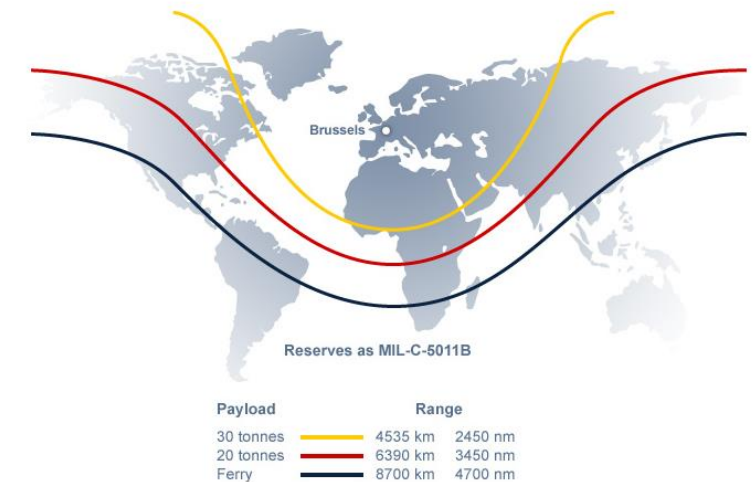 Brussels
Reserves as MIL-C-5011B
Payload Range
30 tonnes 4535 km 2450 nm
20 tonnes 6390 km 3450 nm
Ferry 8700 km 4700 nm